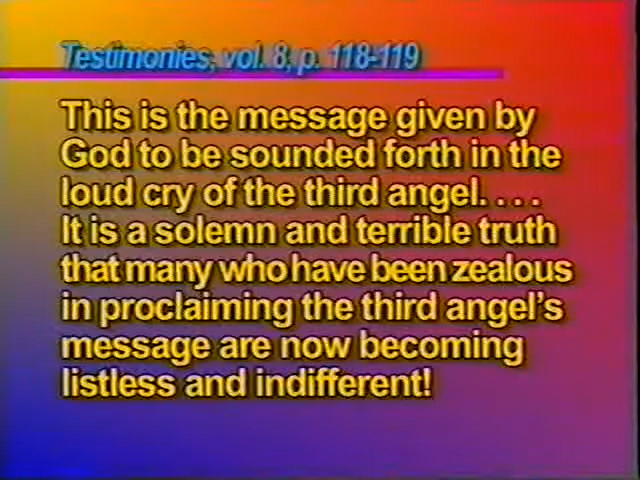 Testimonies, vol. 8, p. 118-119
This is the message given by
God to be sounded forth in the
loud cry of the third angel. . . .
It is a solemn and terrible truth
that many who have been zealous
in proclaiming the third angel's
message are now becoming
listless and indifferent!